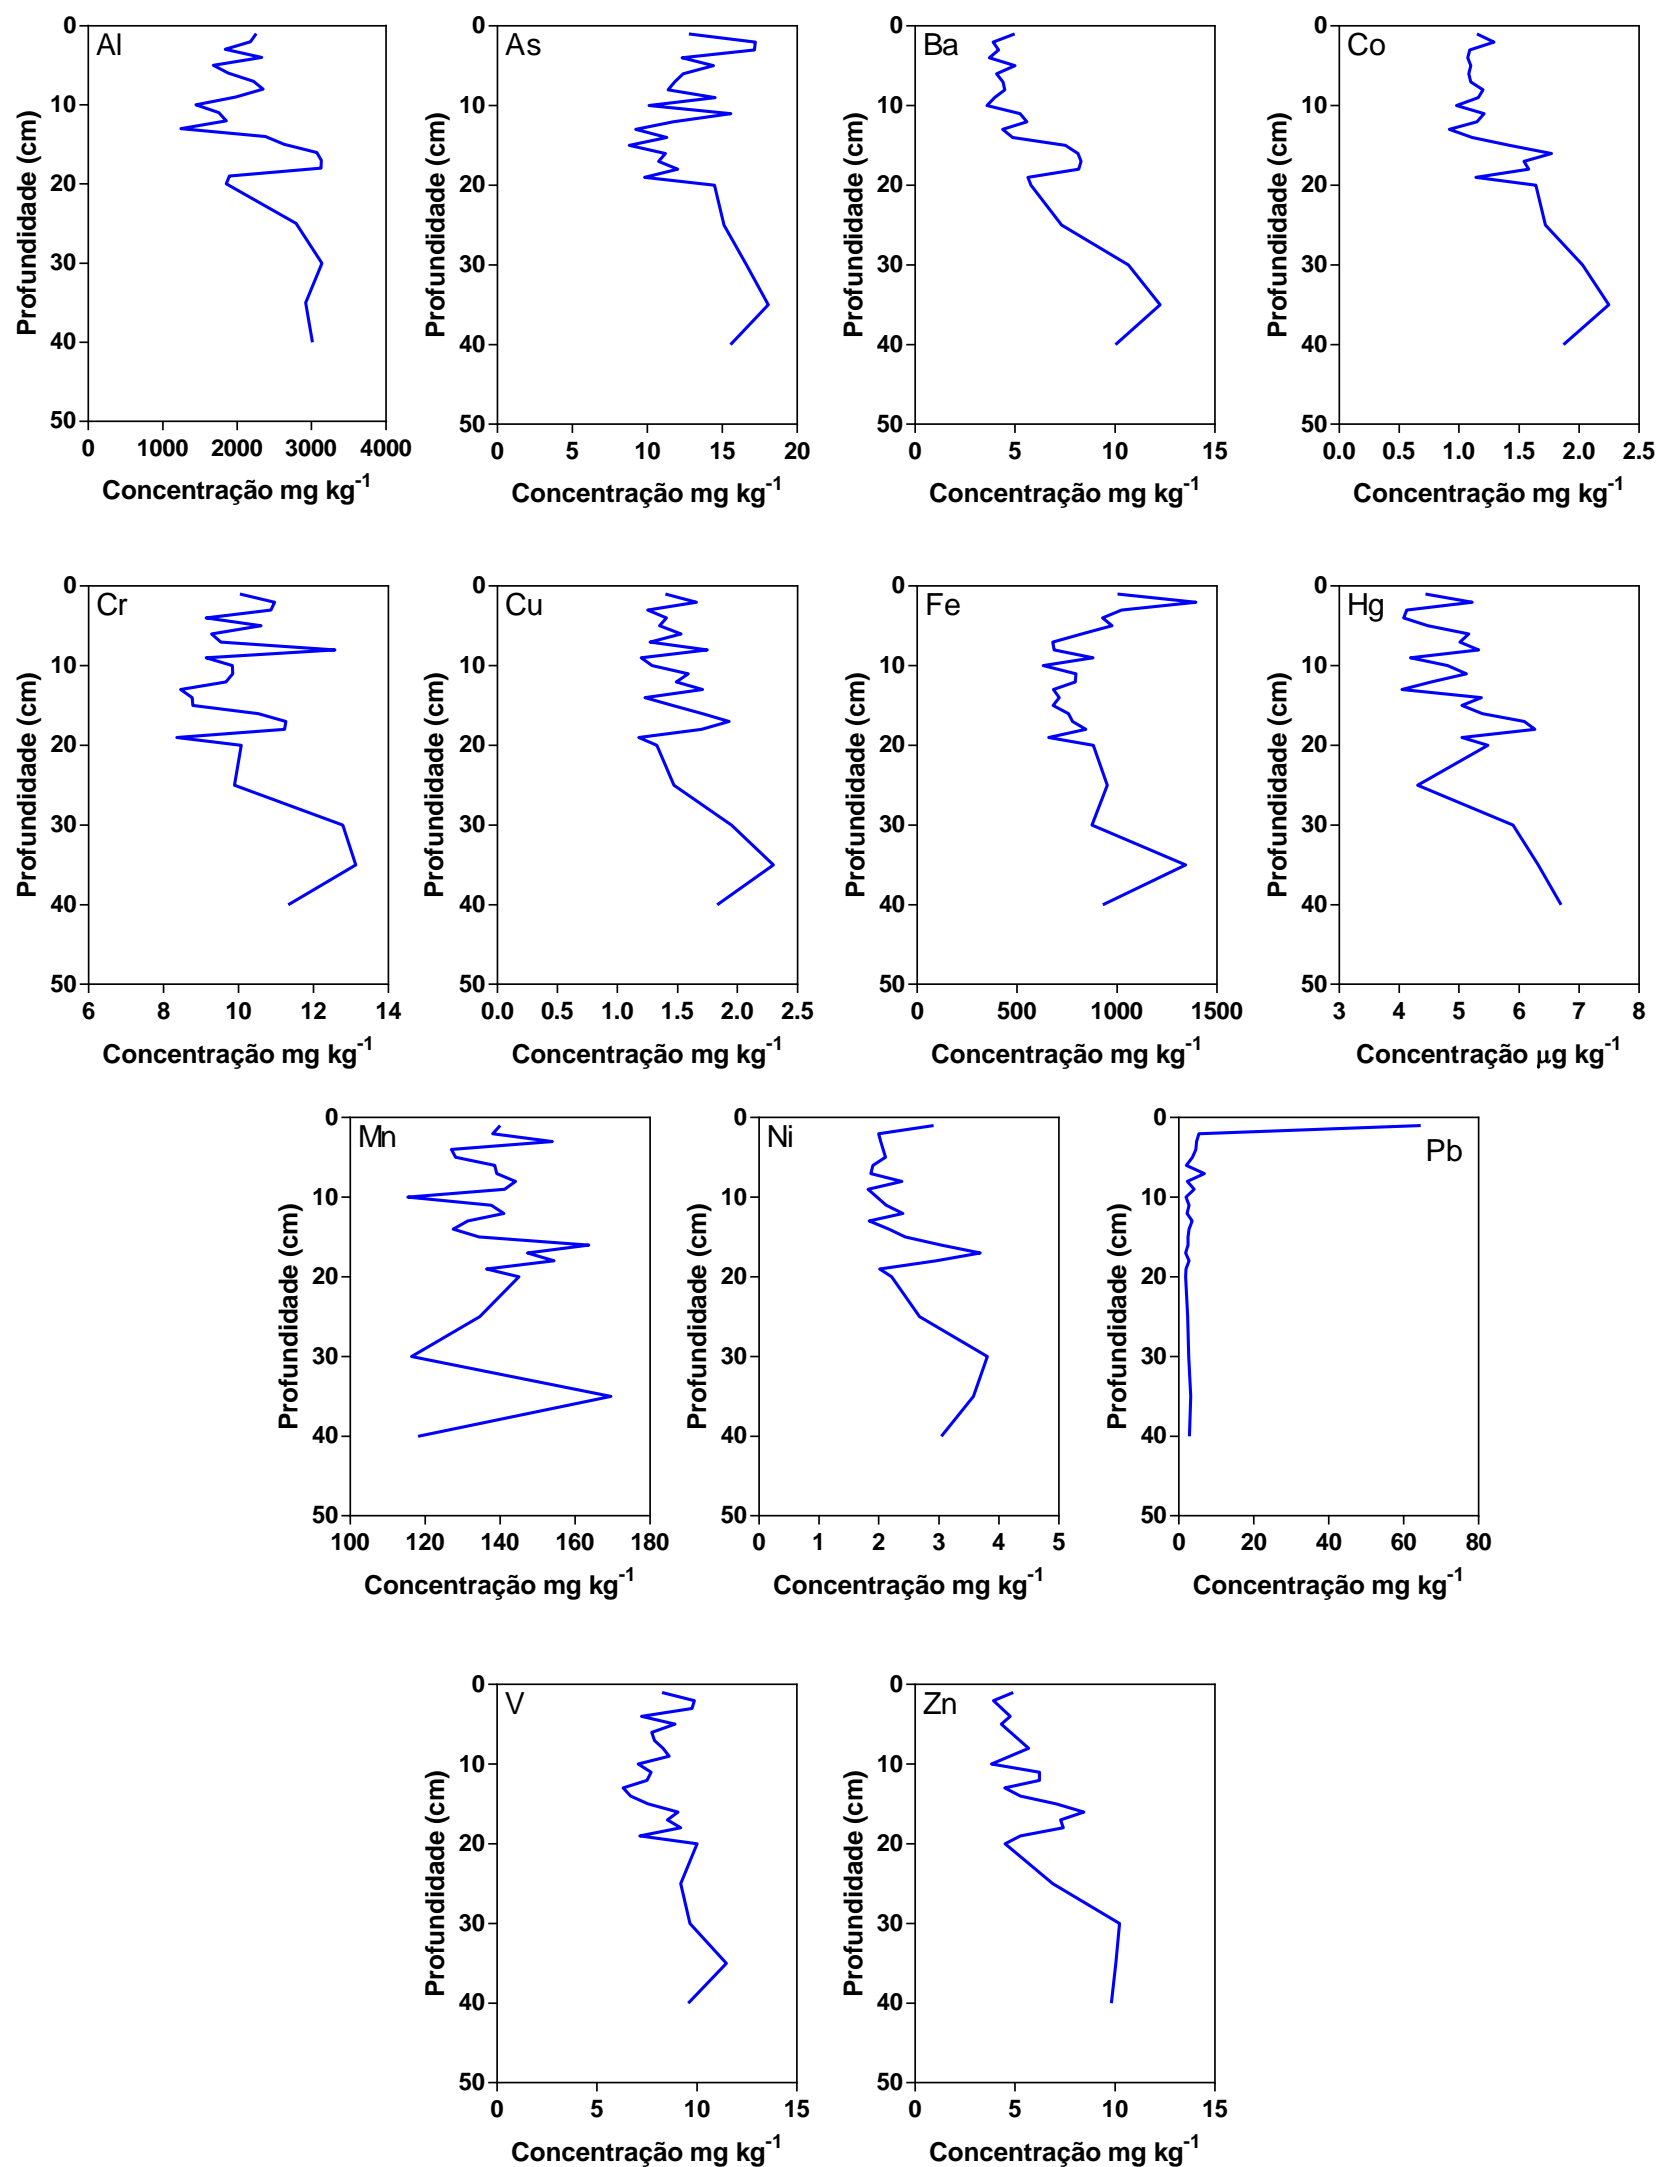 Al
0
10
20
30
40
50
0 1000 2000 3000 4000
Profundidade (cm)
Concentração mg kg-1
As
0
10
20
30
40
50
0 5 10 15 20
Profundidade (cm)
Concentração mg kg-1
Ba
0
10
20
30
40
50
0 5 10 15
Profundidade (cm)
Concentração mg kg-1
Co
0
10
20
30
40
50
0.0 0.5 1.0 1.5 2.0 2.5
Profundidade (cm)
Concentração mg kg-1
Cr
0
10
20
30
40
50
6 8 10 12 14
Profundidade (cm)
Concentração mg kg-1
Cu
0
10
20
30
40
50
0.0 0.5 1.0 1.5 2.0 2.5
Profundidade (cm)
Concentração mg kg-1
Fe
0
10
20
30
40
50
0 500 1000 1500
Profundidade (cm)
Concentração mg kg-1
Hg
0
10
20
30
40
50
3 4 5 6 7 8
Profundidade (cm)
Concentração µg kg-1
Mn
0
10
20
30
40
50
100 120 140 160 180
Profundidade (cm)
Concentração mg kg-1
Ni
0
10
20
30
40
50
0 1 2 3 4 5
Profundidade (cm)
Concentração mg kg-1
Pb
0
10
20
30
40
50
0 20 40 60 80
Profundidade (cm)
Concentração mg kg-1
V
0
10
20
30
40
50
0 5 10 15
Profundidade (cm)
Concentração mg kg-1
Zn
0
10
20
30
40
50
0 5 10 15
Profundidade (cm)
Concentração mg kg-1